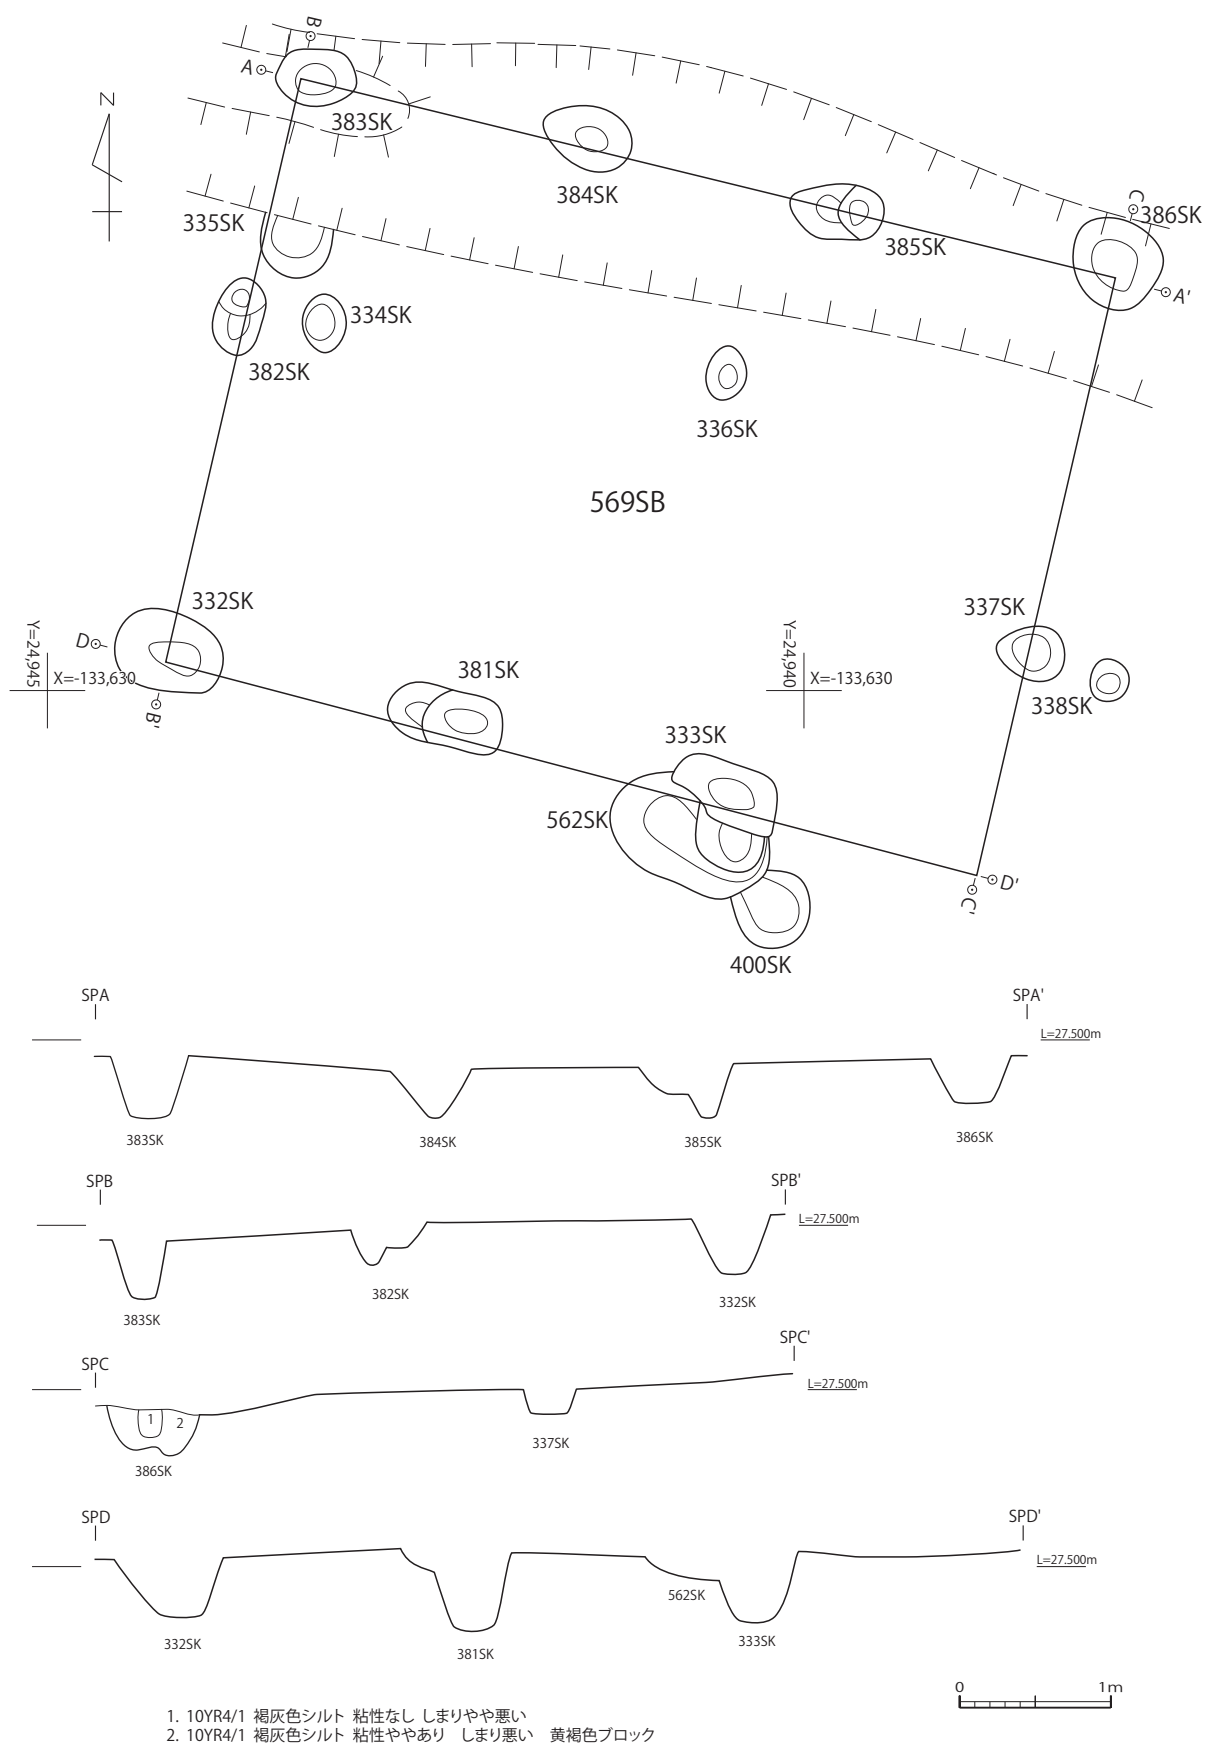 B
A
N
383SK
384SK
C
386SK
335SK
385SK
A'
334SK
382SK
336SK
569SB
332SK
337SK
Y=24,945
D
X=-133,630
381SK
Y=24,940
X=-133,630
338SK
B'
333SK
562SK
D'
C'
400SK
SPA
SPA'
L=27.500m
383SK
384SK
385SK
386SK
SPB
SPB'
L=27.500m
382SK
383SK
332SK
SPC
SPC'
L=27.500m
1
2
337SK
386SK
SPD
SPD'
L=27.500m
562SK
332SK
381SK
333SK
0
1m
1. 10YR4/1 褐灰色シルト 粘性なし しまりやや悪い
2. 10YR4/1 褐灰色シルト 粘性ややあり しまり悪い 黄褐色ブロック